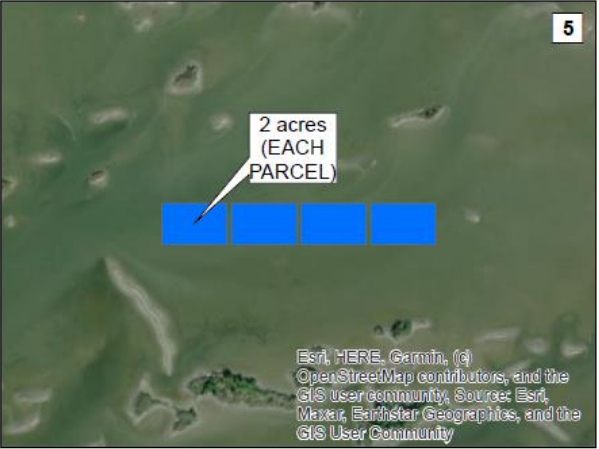 5
2 acres
(EACH
PARCEL)
Esri, HERE, Garmin, (c)
OpenStreetMap contributors, and the
GIS user community, Source: Esri,
Maxar, Earthstar Geographics, and the
GIS User Community